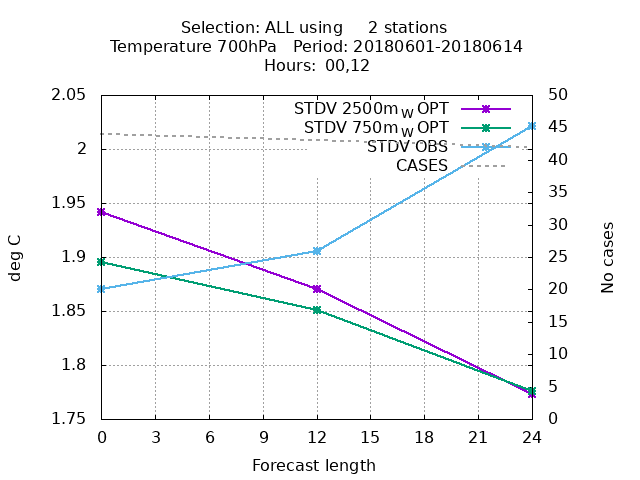 Selection: ALL using     2 stations
Temperature 700hPa   Period: 20180601-20180614
Hours: 00,12
2.05
2
1.95
1.9
1.85
1.8
1.75
deg C
STDV 2500m_W OPT
STDV 750m_W OPT
STDV OBS
CASES
50
45
40
35
30
25
20
15
10
5
0
No cases
0 3 6 9 12 15 18 21 24
Forecast length